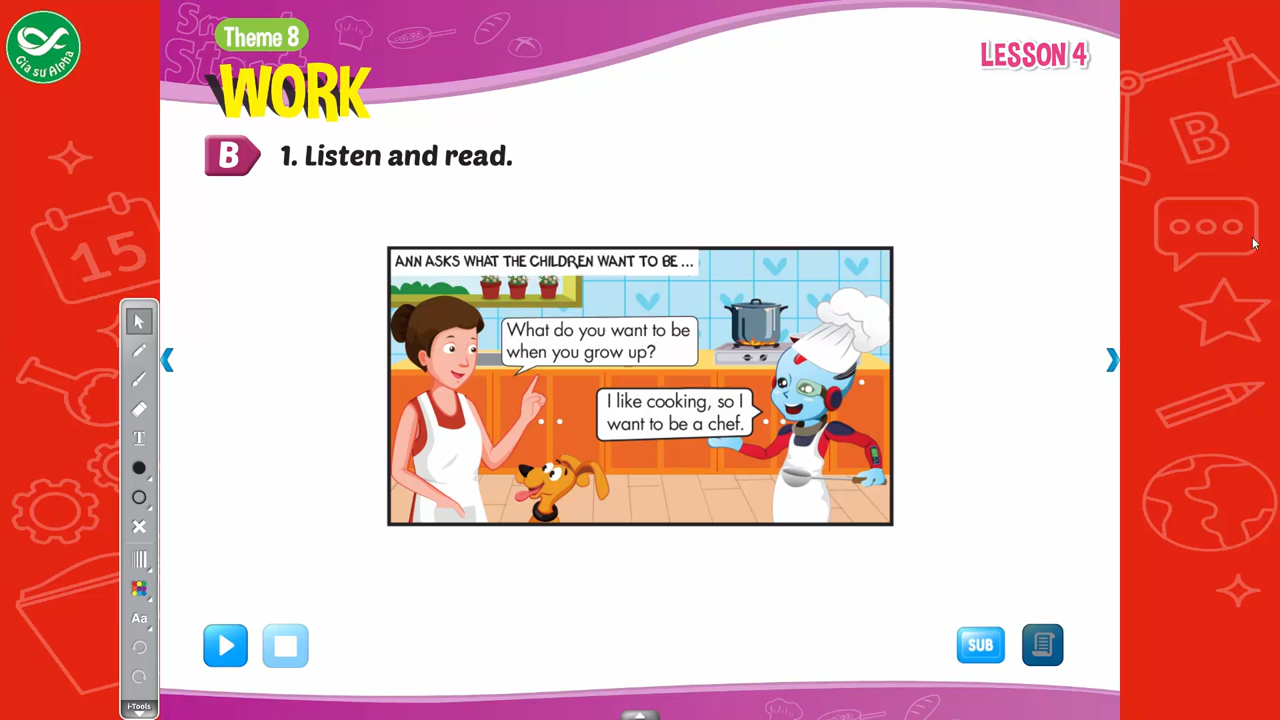 Gia sư Alpha
Theme 8
WORK
LESSON 4
B
1. Listen and read.
ANN ASKS WHAT THE CHILDREN WANT TO BE ...
What do you want to be
when you grow up?
I like cooking, so I
want to be a chef.
SUB
T
Aa
i-Tools
15
B